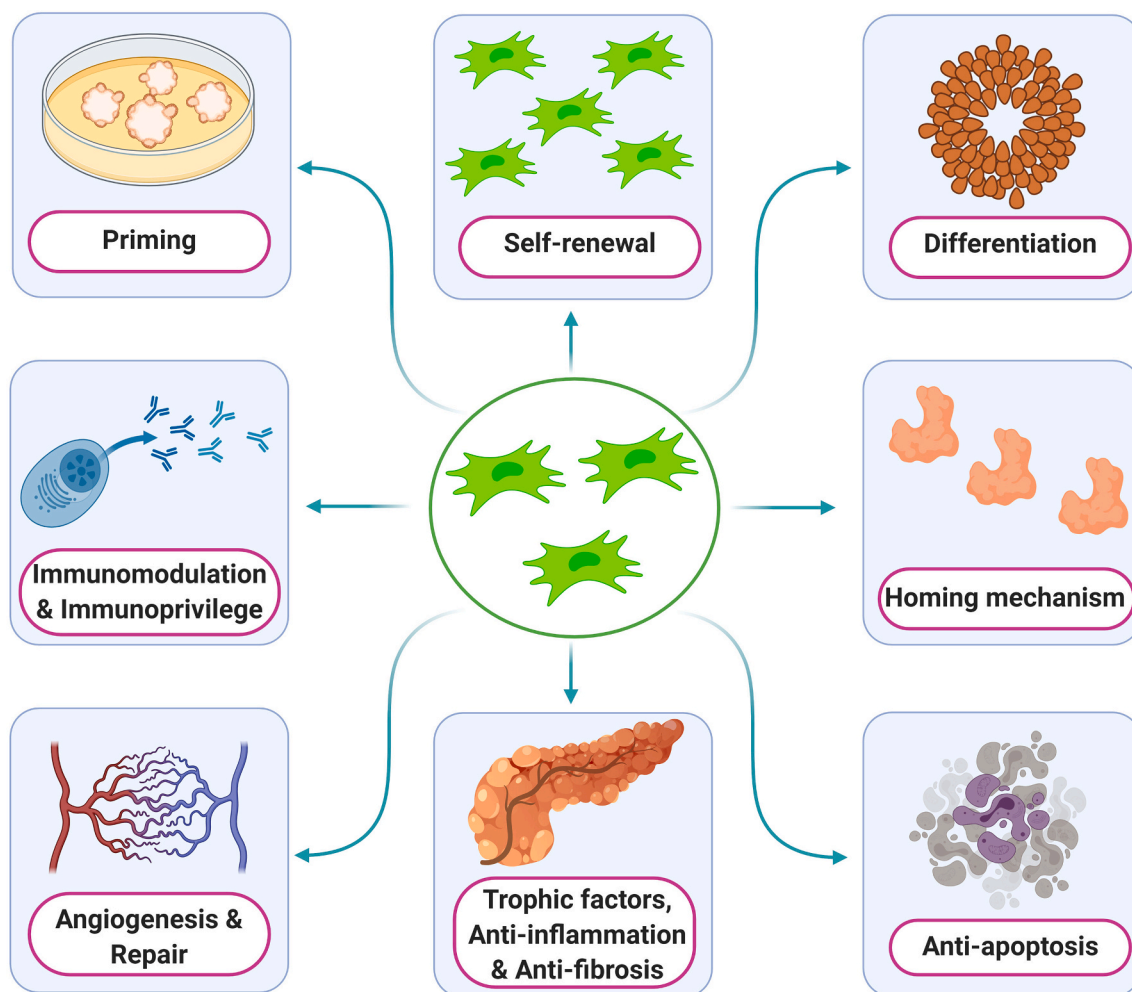 Priming
Self-renewal
Differentiation
Immunomodulation
& Immunoprivilege
Homing mechanism
Angiogenesis &
Repair
Trophic factors,
Anti-inflammation
& Anti-fibrosis
Anti-apoptosis